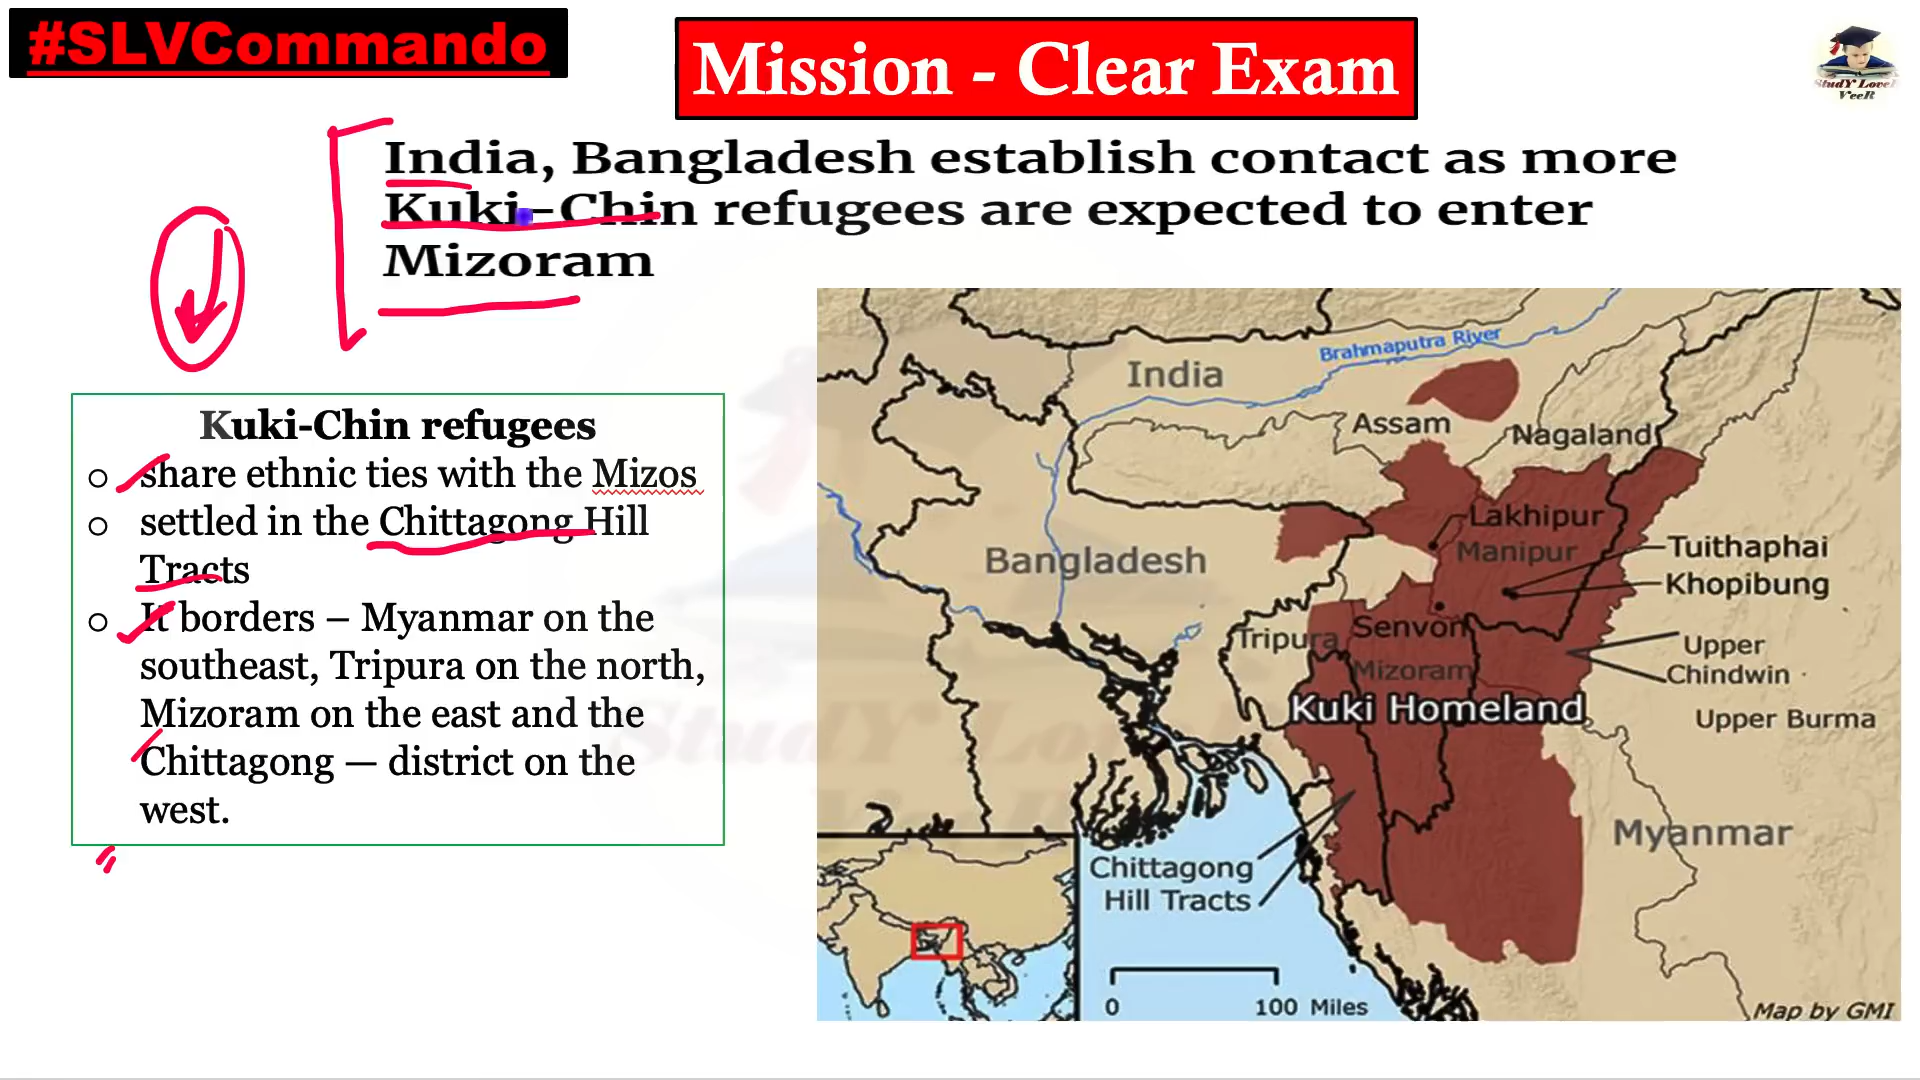 #SLVCommando
Mission - Clear Exam
StudY LoveR
VeeR
India, Bangladesh establish contact as more
Kuki-Chin refugees are expected to enter
Mizoram
Kuki-Chin refugees
share ethnic ties with the Mizos
settled in the Chittagong Hill
Tracts
It borders – Myanmar on the
southeast, Tripura on the north,
Mizoram on the east and the
Chittagong — district on the
west.
Brahmaputra River
India
Assam
Nagaland
Lakhipur
Manipur
Tuithaphai
Bangladesh
Khopibung
Tripura
Senvon
Upper
Chindwin
Mizoram
Kuki Homeland
Upper Burma
Myanmar
Chittagong
Hill Tracts
0 100 Miles
Map by GMI